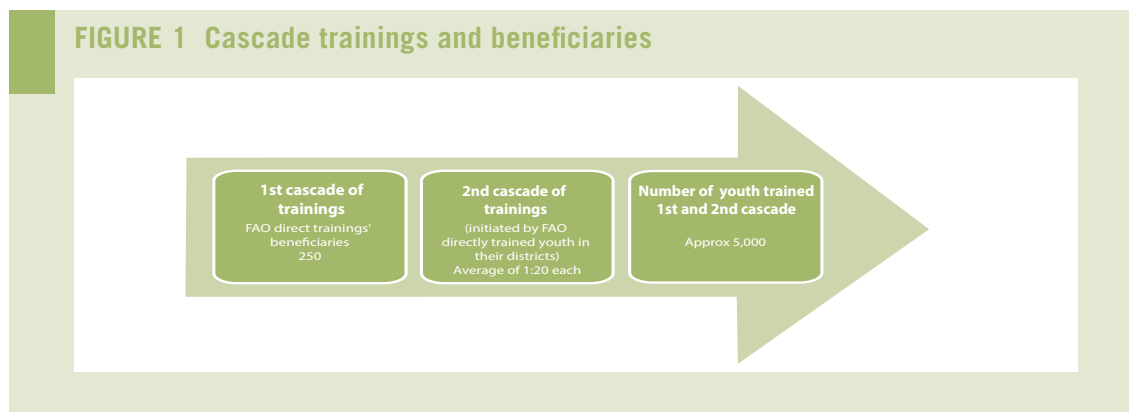 FIGURE 1 Cascade trainings and beneficiaries
1st cascade of
trainings
FAO direct trainings'
beneficiaries
250
2nd cascade of
trainings
(initiated by FAO
directly trained youth in
their districts)
Average of 1:20 each
Number of youth trained
1st and 2nd cascade
Approx 5,000